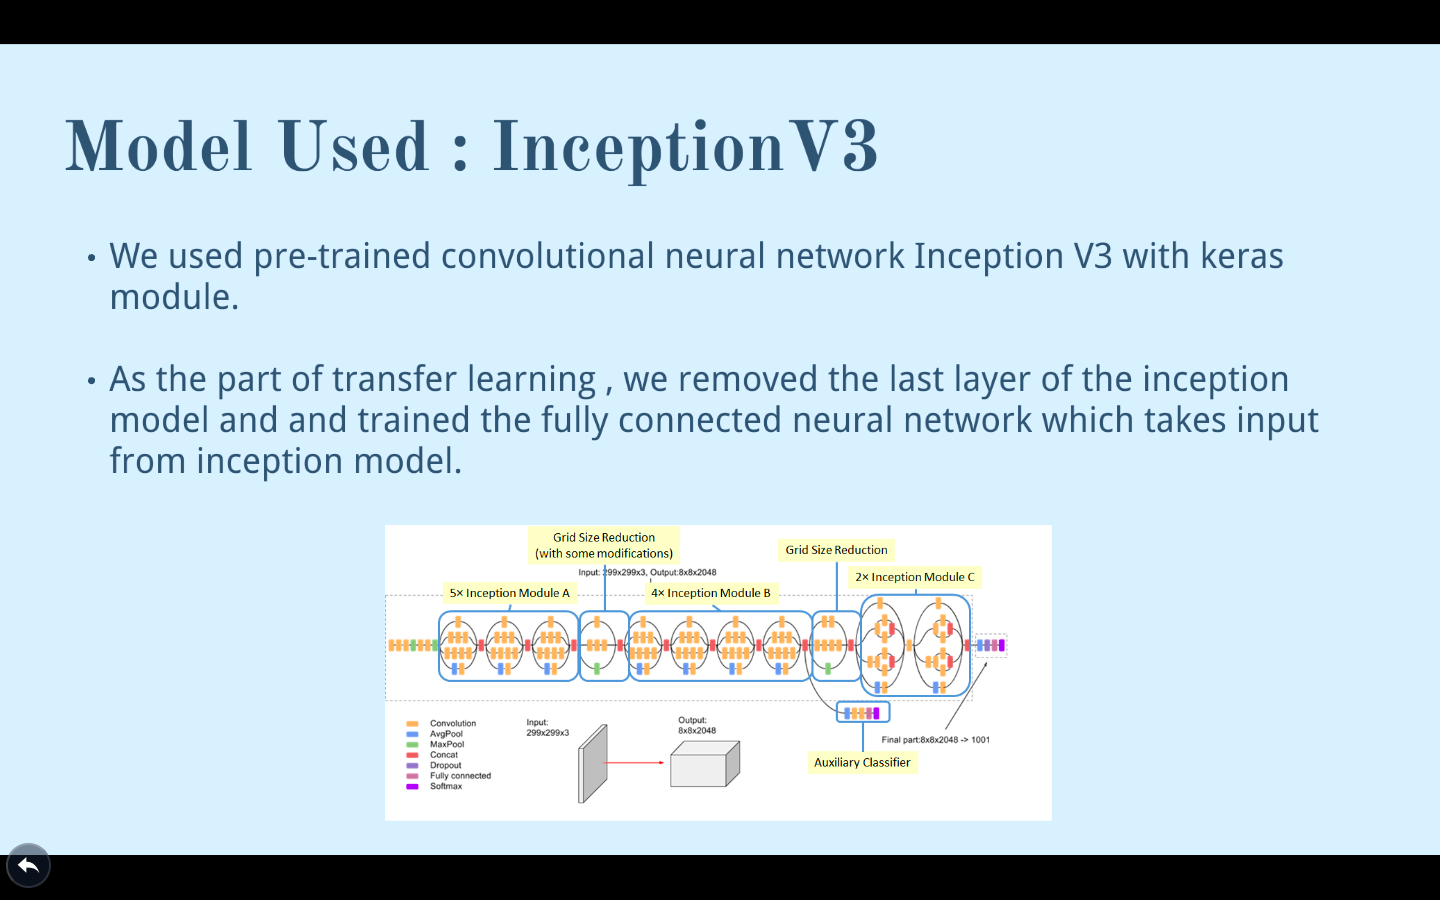 Model Used : InceptionV3
• We used pre-trained convolutional neural network Inception V3 with keras
module.
• As the part of transfer learning , we removed the last layer of the inception
model and and trained the fully connected neural network which takes input
from inception model.
Grid Size Reduction
(with some modifications)
Grid Size Reduction
Input: 299x299x3, Output:8x8x2048
2× Inception Module C
5× Inception Module A
4× Inception Module B
Convolution
AvgPool
MaxPool
Concat
Dropout
Fully connected
Softmax
Input:
299x299x3
Output:
8x8x2048
Final part:8x8x2048 -> 1001
Auxiliary Classifier